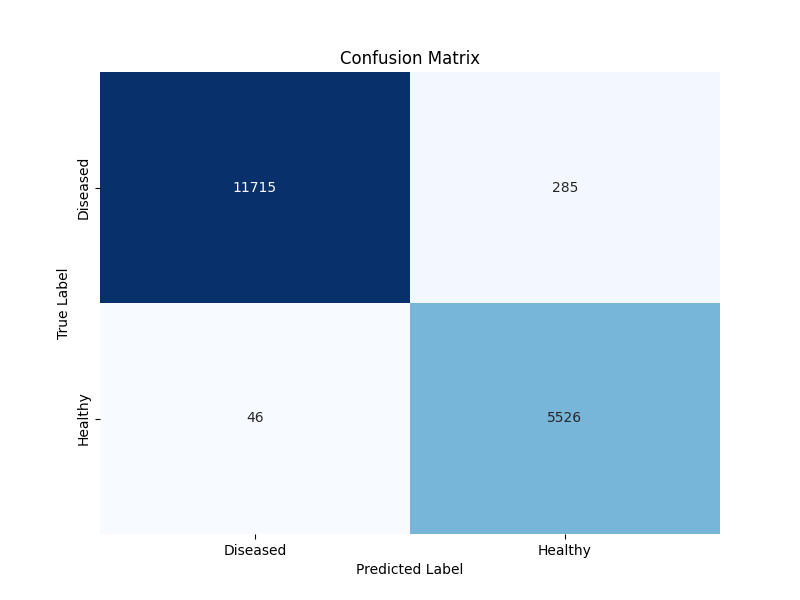 Confusion Matrix
True Label
Diseased
11715 285
Healthy
46 5526
Diseased Healthy
Predicted Label